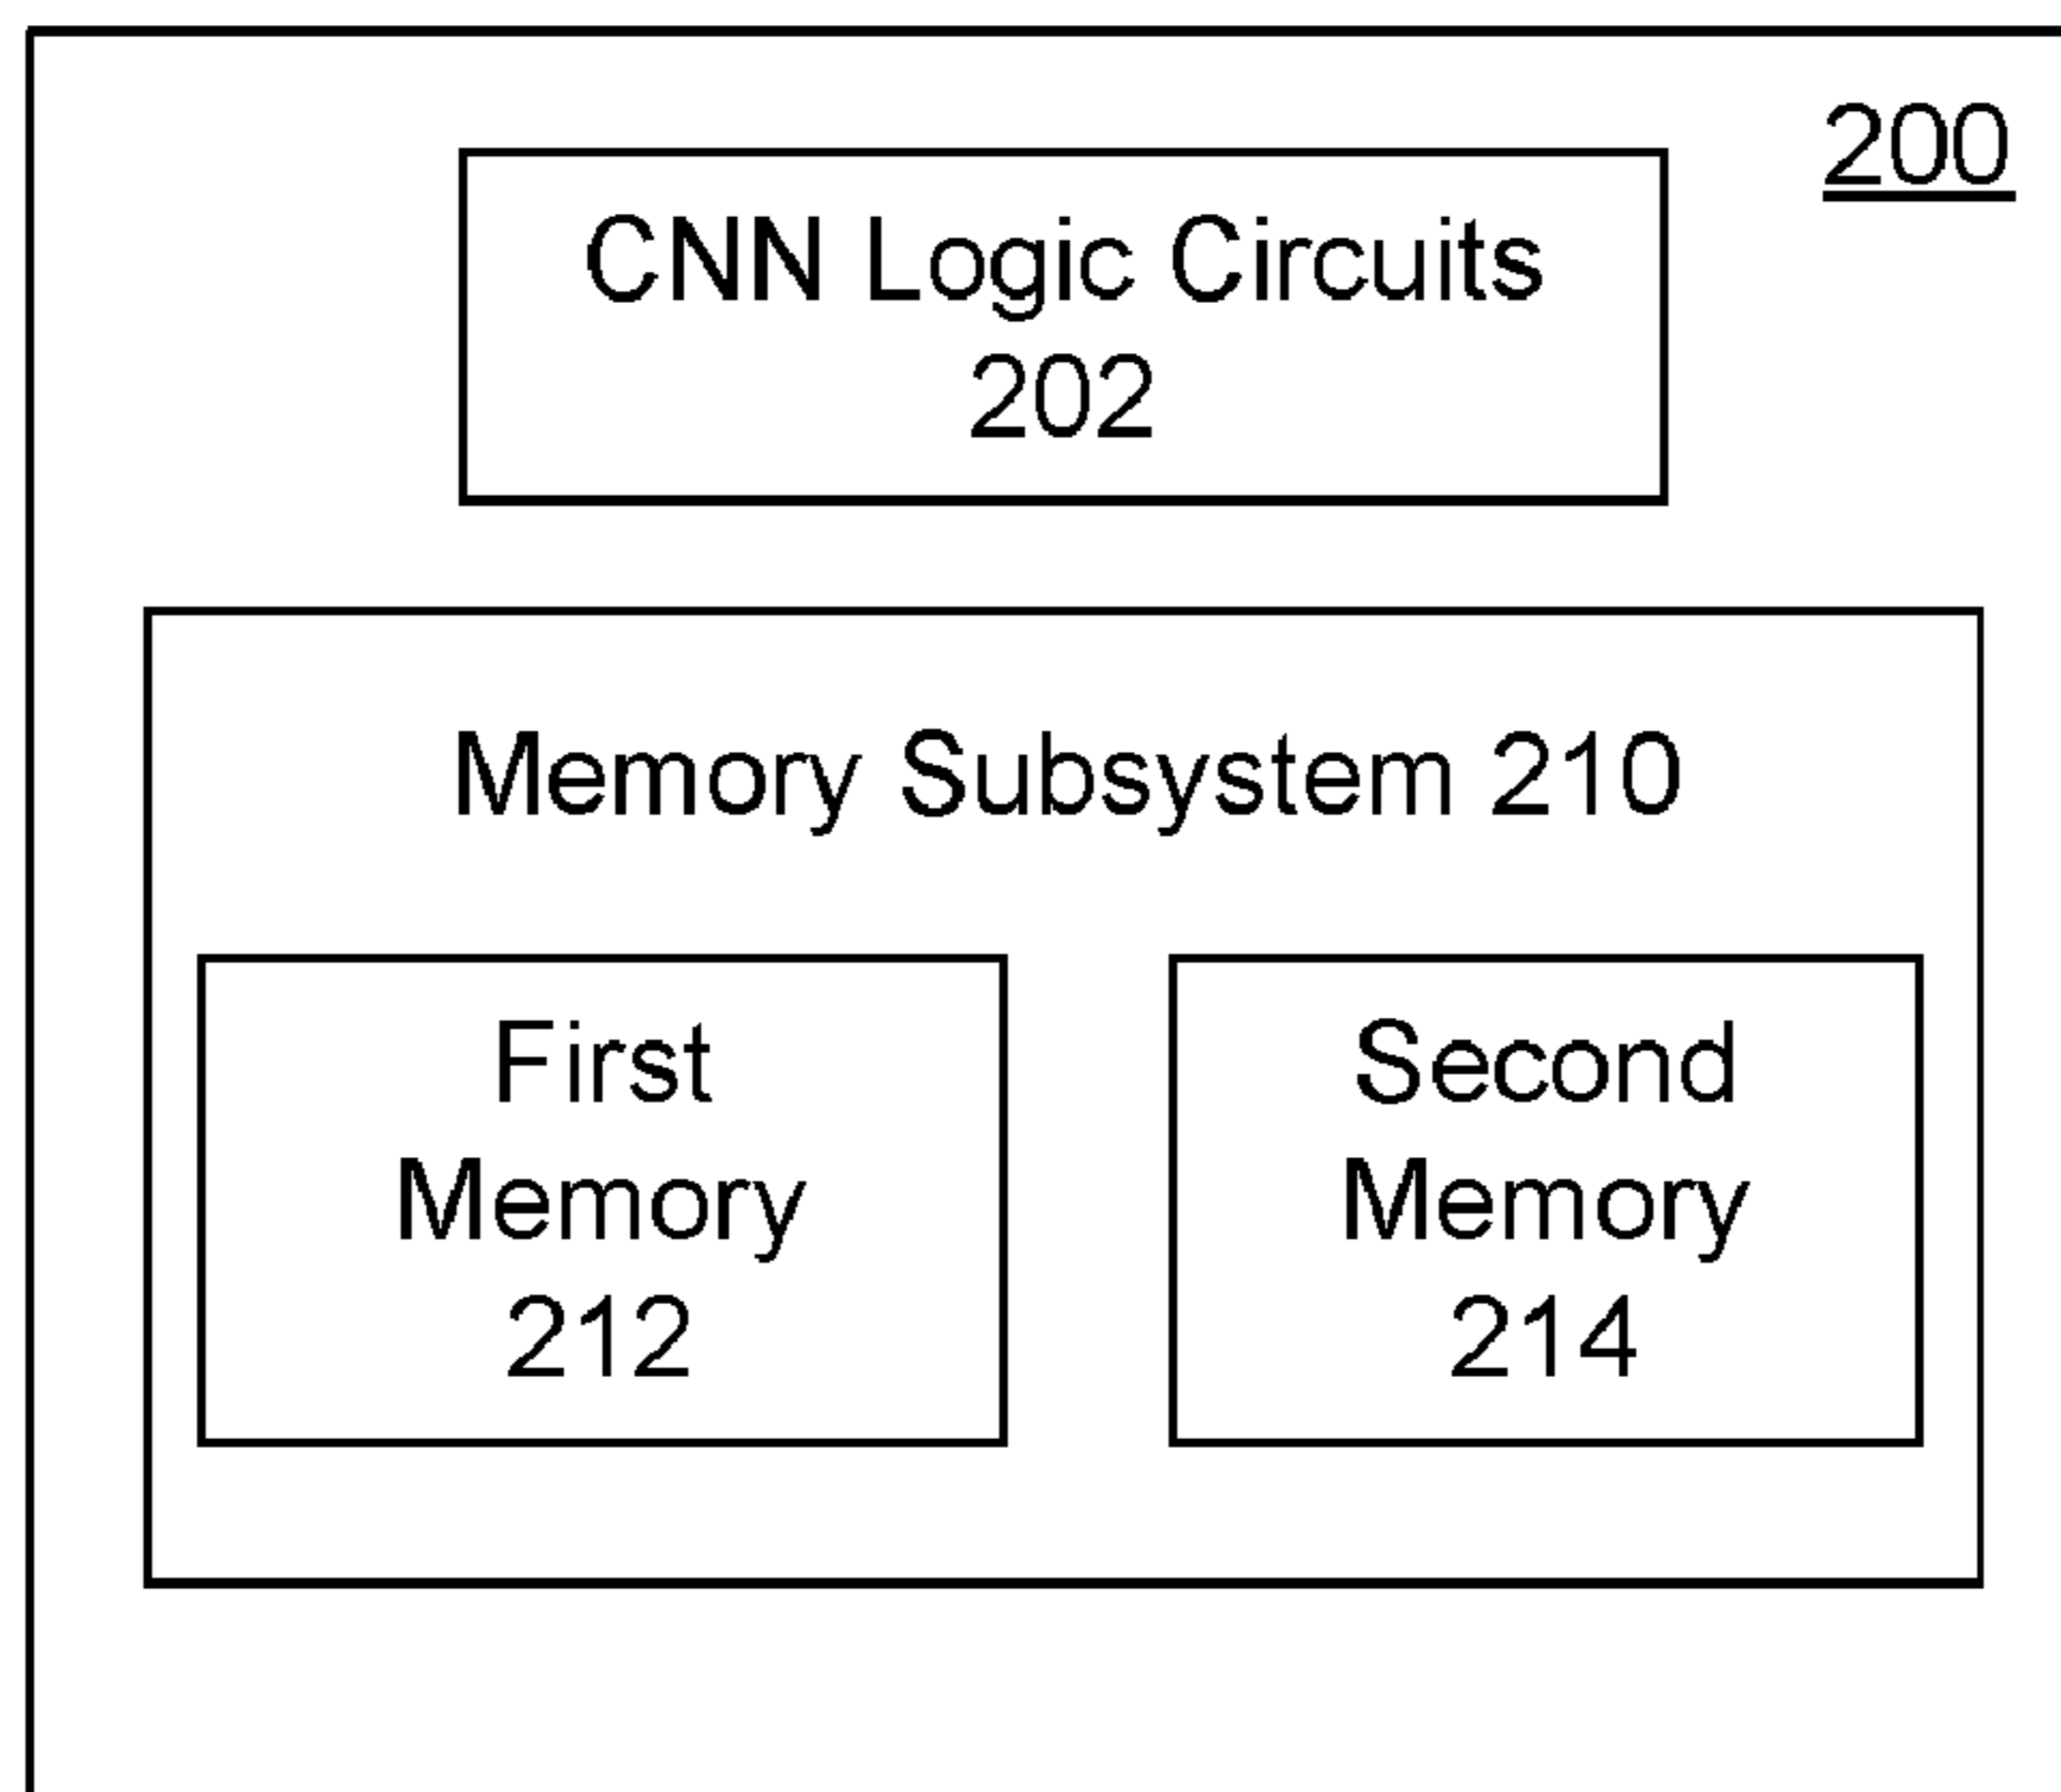 200
CNN Logic Circuits
202
Memory Subsystem 210
First
Memory
212
Second
Memory
214